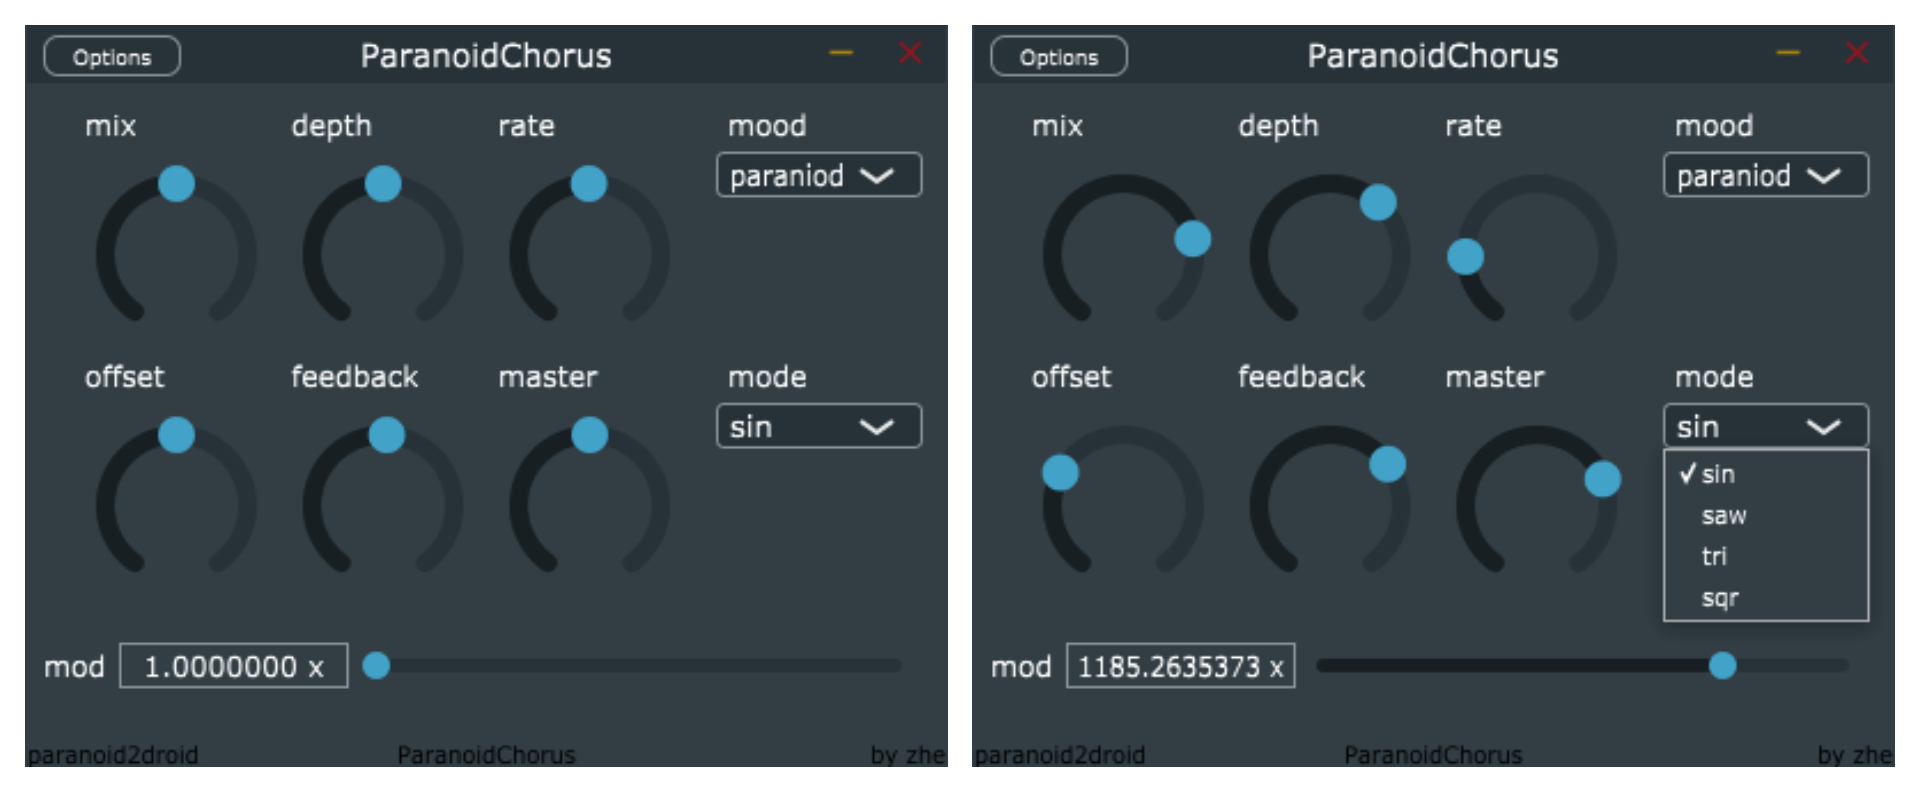 Options ParanoidChorus
mix depth rate mood
paraniod
offset feedback master mode
sin
mod 1.0000000 x
paranoid2droid ParanoidChorus by zhe
Options ParanoidChorus
mix depth rate mood
paraniod
offset feedback master mode
sin
sin
saw
tri
sqr
mod 1185.2635373 x
paranoid2droid ParanoidChorus by zhe